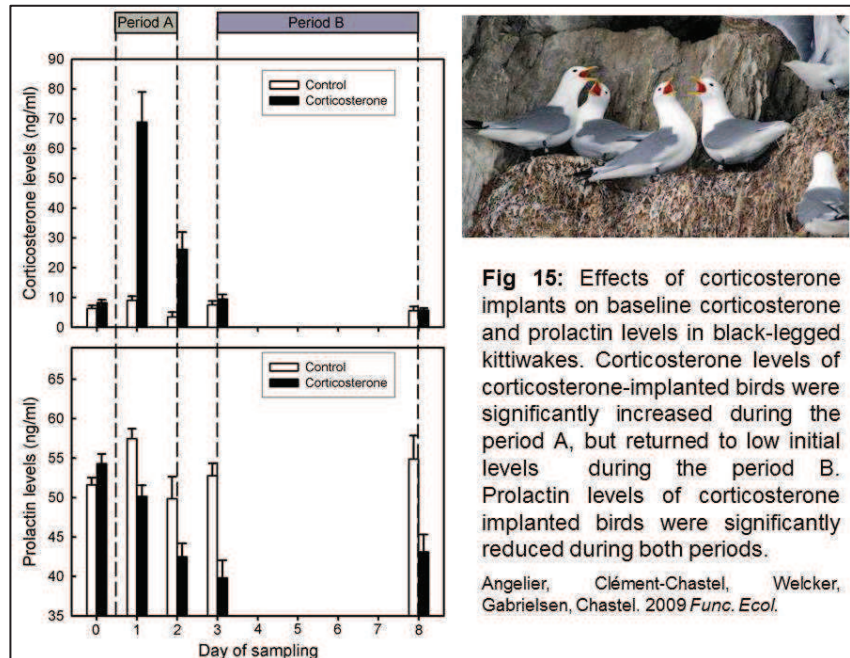 Period A
Period B
90
80
70
60
50
40
30
20
10
0
Corticosterone levels (ng/ml)
Control
Corticosterone
65
60
55
50
45
40
35
Prolactin levels (ng/ml)
Control
Corticosterone
0 1 2 3 4 5 6 7 8
Day of sampling
Fig 15: Effects of corticosterone
implants on baseline corticosterone
and prolactin levels in black-legged
kittiwakes. Corticosterone levels of
corticosterone-implanted birds were
significantly increased during the
period A, but returned to low initial
levels during the period B.
Prolactin levels of corticosterone
implanted birds were significantly
reduced during both periods.
Angelier, Clément-Chastel, Welcker,
Gabrielsen, Chastel. 2009 Func. Ecol.